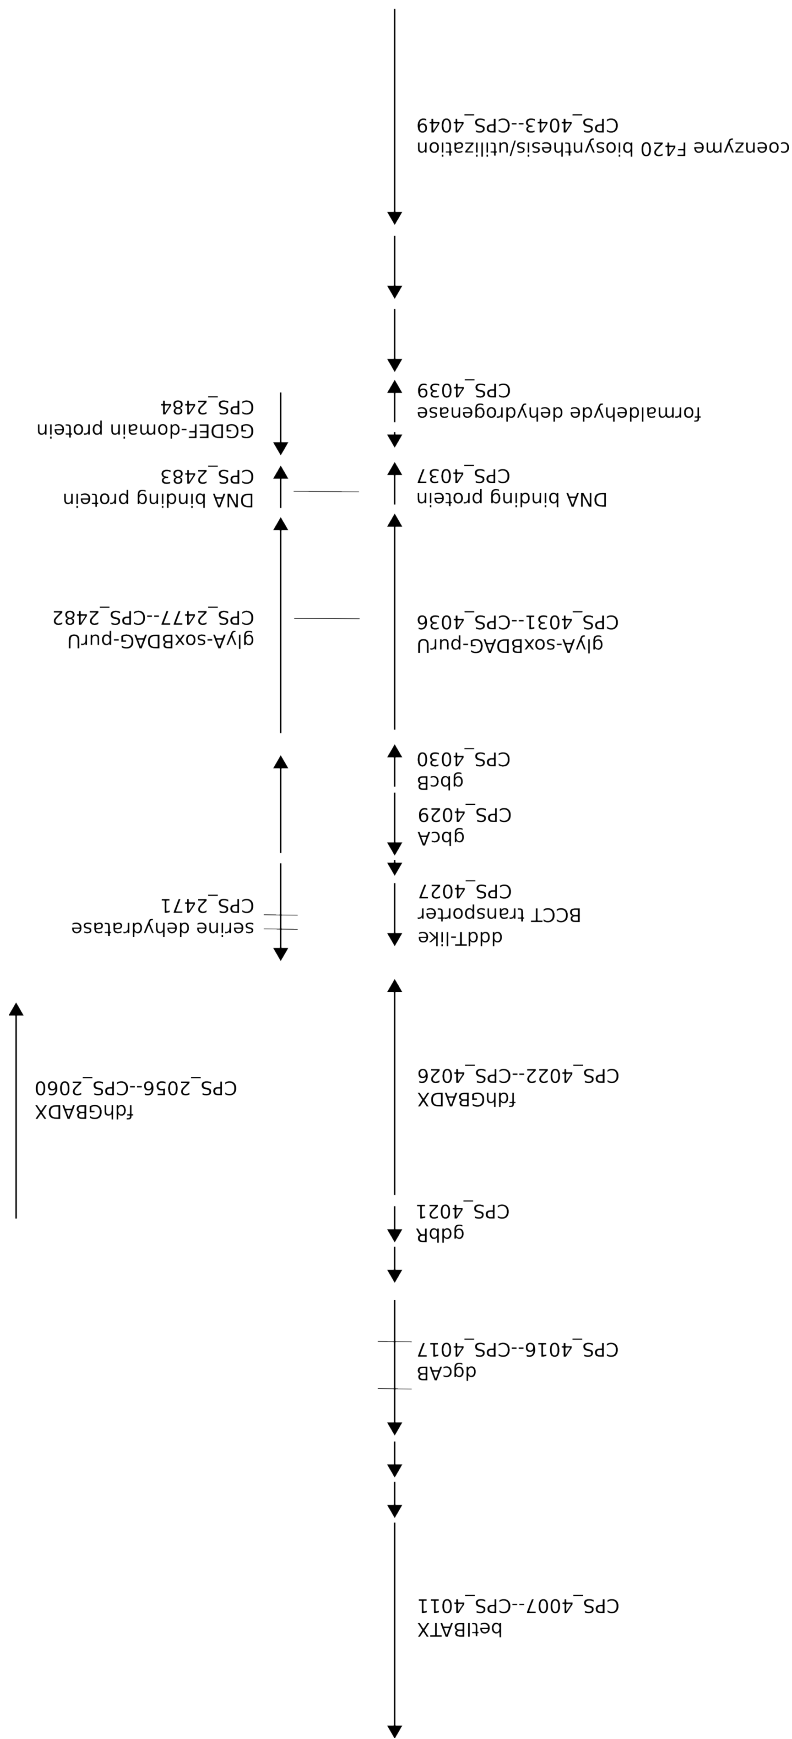 betIBATX
CPS_4007--CPS_4011
dgcAB
CPS_4016--CPS_4017
gdbR
CPS_4021
fdhGBADX
CPS_4022--CPS_4026
fdhGBADX
CPS_2056--CPS_2060
dddT-like
BCCT transporter
CPS_4027
serine dehydratase
CPS_2471
gbcA
CPS_4029
gbcB
CPS_4030
glyA-soxBDAG-purU
CPS_4031--CPS_4036
glyA-soxBDAG-purU
CPS_2477--CPS_2482
DNA binding protein
CPS_4037
DNA binding protein
CPS_2483
formaldehyde dehydrogenase
CPS_4039
GGDEF-domain protein
CPS_2484
coenzyme F420 biosynthesis/utilization
CPS_4043--CPS_4049